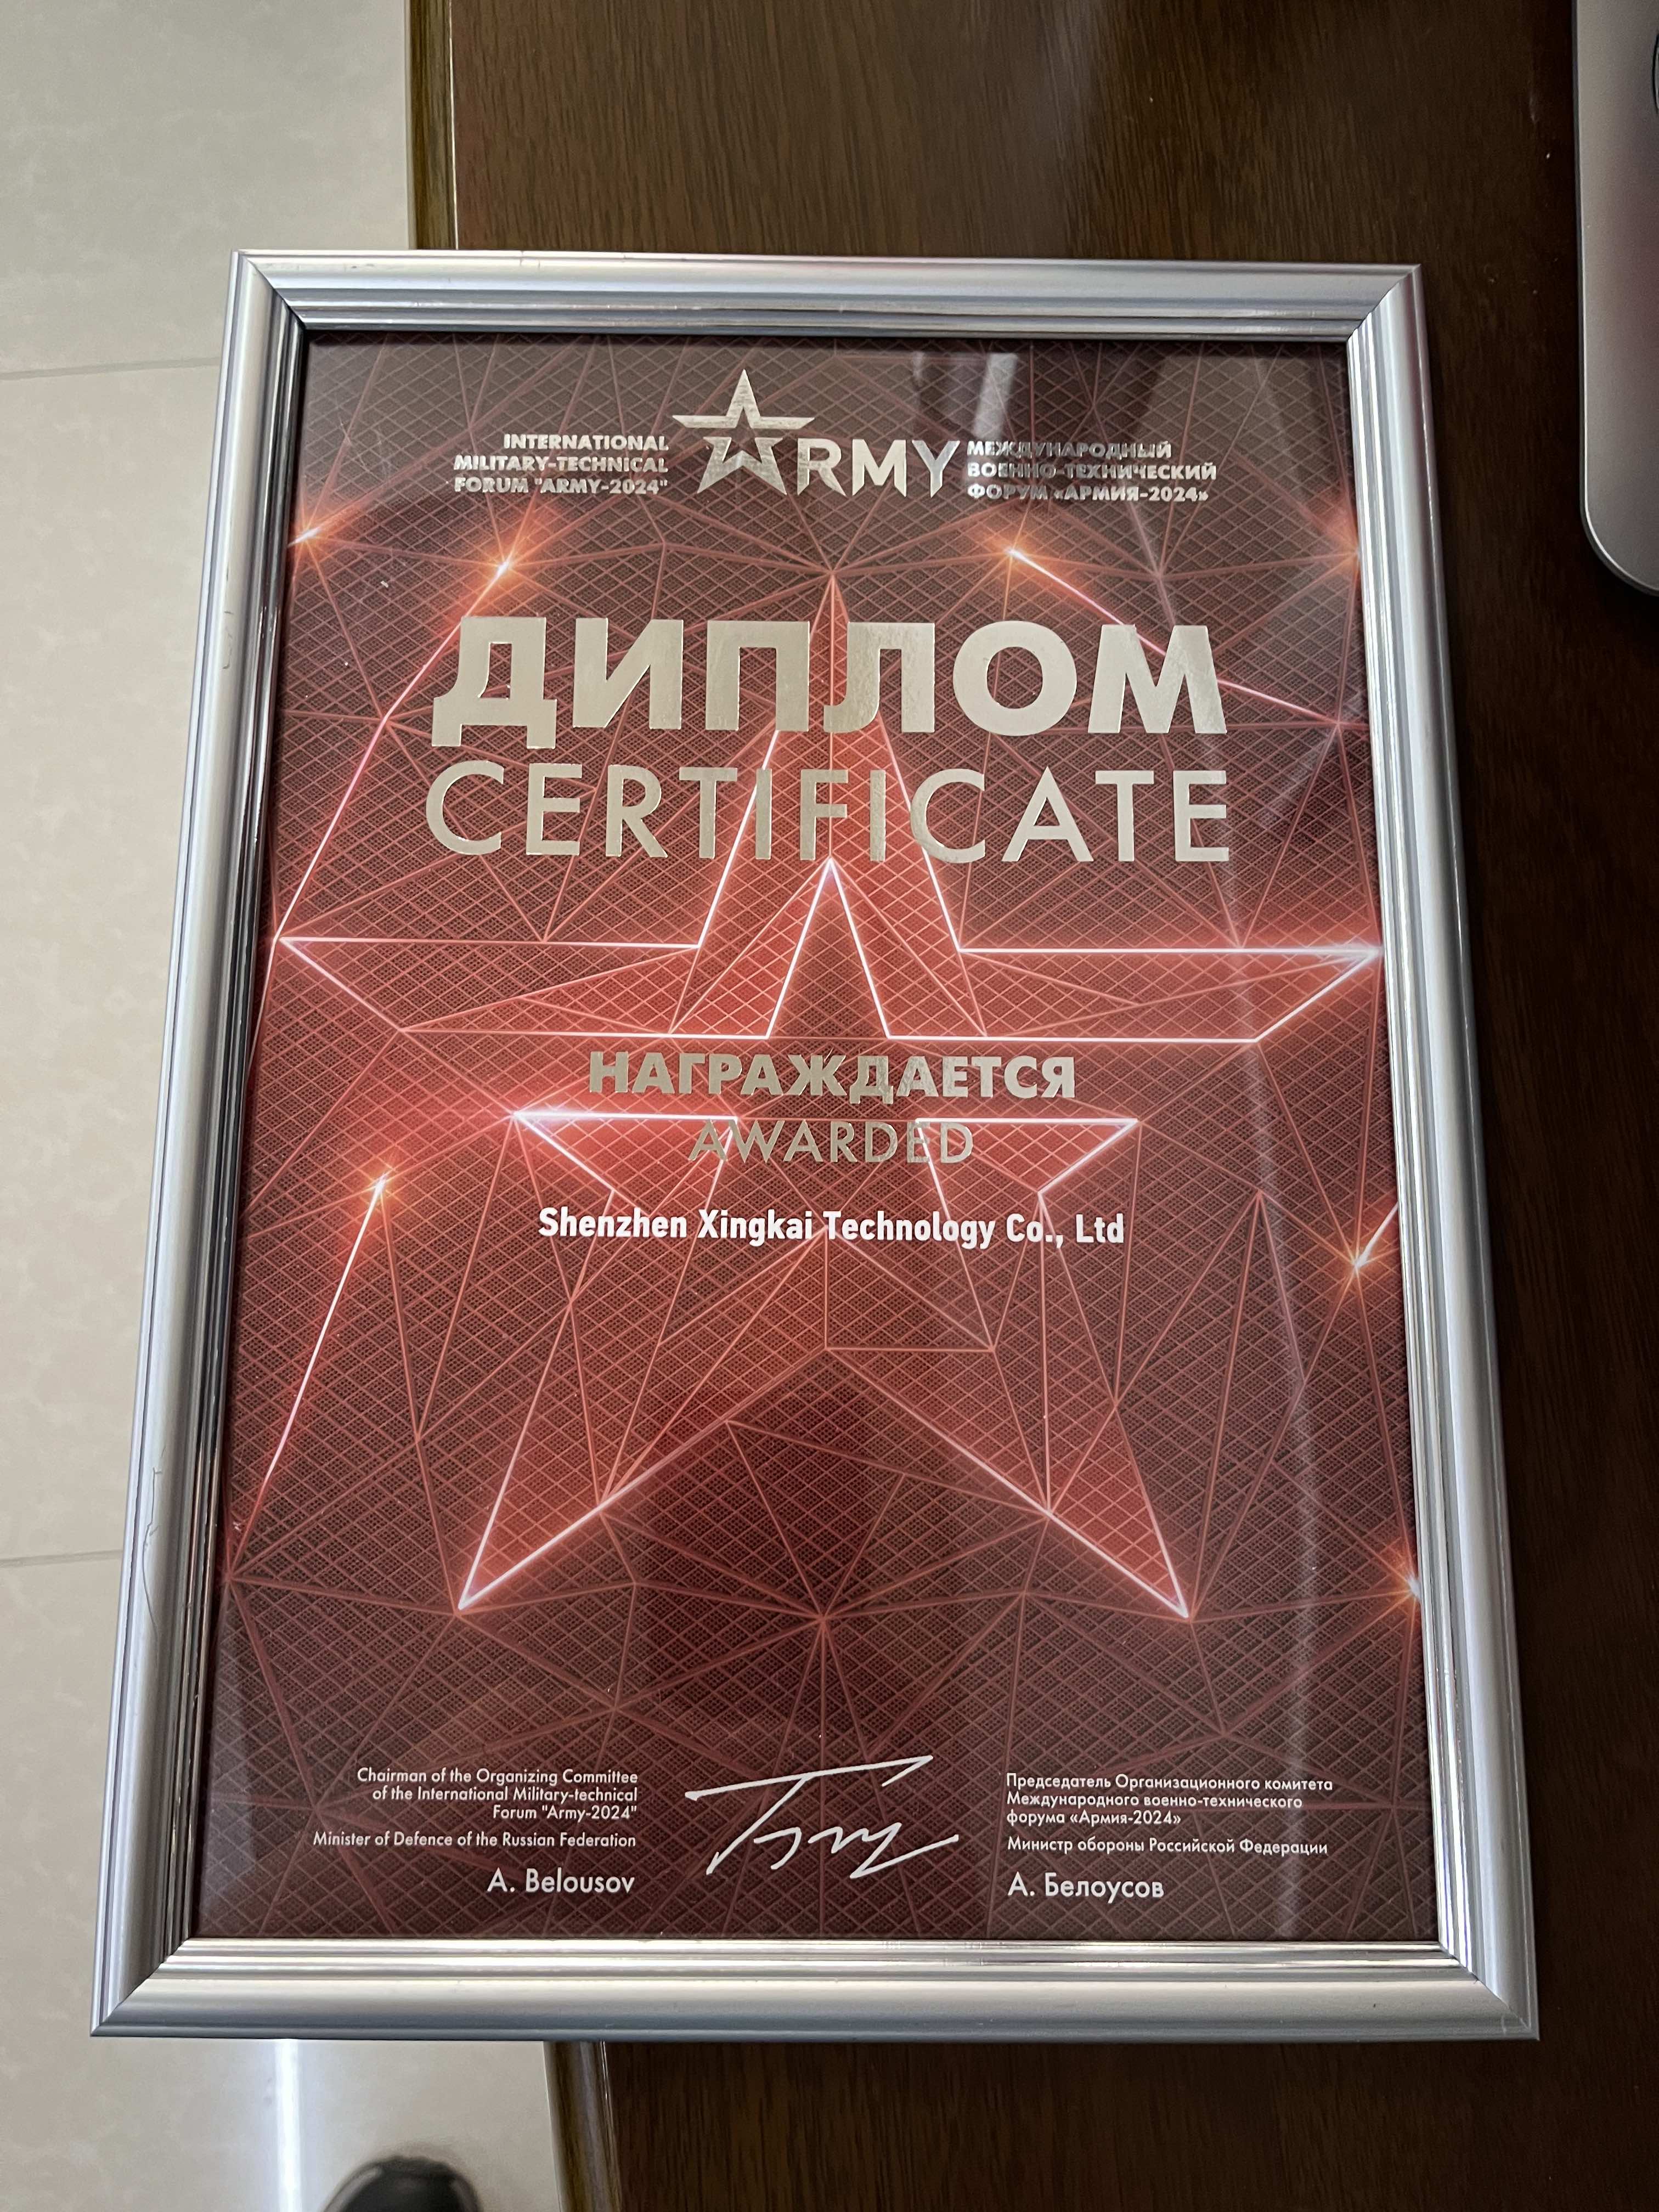 INTERNATIONAL
MILITARY-TECHNICAL
FORUM "ARMY-2024"
ARMY
МЕЖДУНАРОДНЫЙ
ВОЕННО-ТЕХНИЧЕСКИЙ
ФОРУМ «АРМИЯ-2024»
ДИПЛОМ
CERTIFICATE
НАГРАЖДАЕТСЯ
AWARDED
Shenzhen Xingkai Technology Co., Ltd
Chairman of the Organizing Committee
of the International Military-technical
Forum "Army-2024"
Minister of Defence of the Russian Federation
A. Belousov
Председатель Организационного комитета
Международного военно-технического
форума «Армия-2024»
Министр обороны Российской Федерации
А. Белоусов